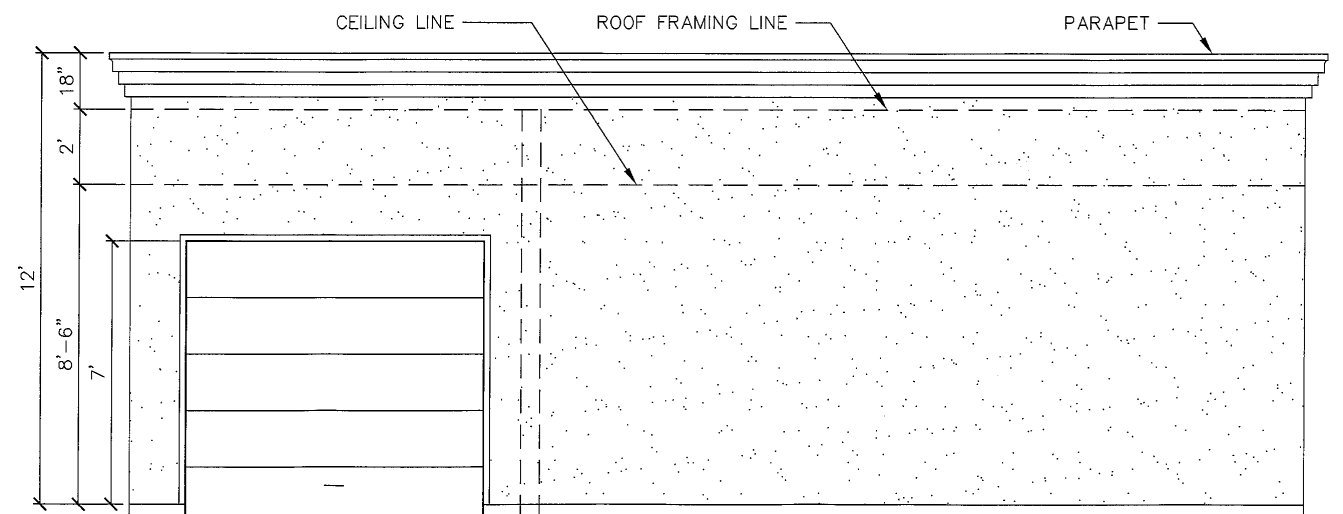 CEILING LINE
ROOF FRAMING LINE
PARAPET
18"
2'
12'
8'-6"
7'